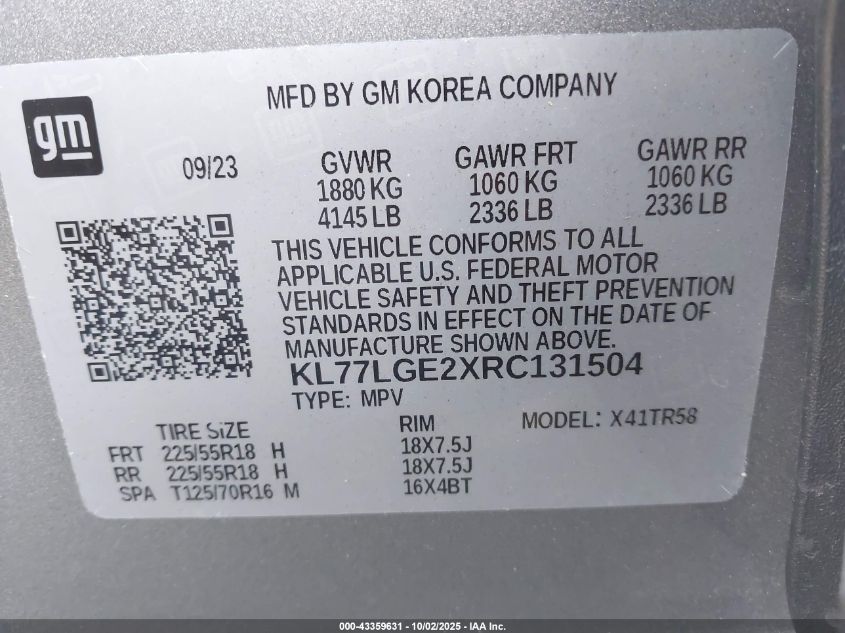 MFD BY GM KOREA COMPANY
gm
09/23
GVWR GAWR FRT GAWR RR
1880 KG 1060 KG 1060 KG
4145 LB 2336 LB 2336 LB
THIS VEHICLE CONFORMS TO ALL
APPLICABLE U.S. FEDERAL MOTOR
VEHICLE SAFETY AND THEFT PREVENTION
STANDARDS IN EFFECT ON THE DATE OF
MANUFACTURE SHOWN ABOVE.
KL77LGE2XRC131504
TYPE: MPV
TIRE SIZE RIM MODEL: X41TR58
FRT 225/55R18 H 18X7.5J
RR 225/55R18 H 18X7.5J
SPA T125/70R16 M 16X4BT
000-43359631 - 10/02/2025 - IAA Inc.